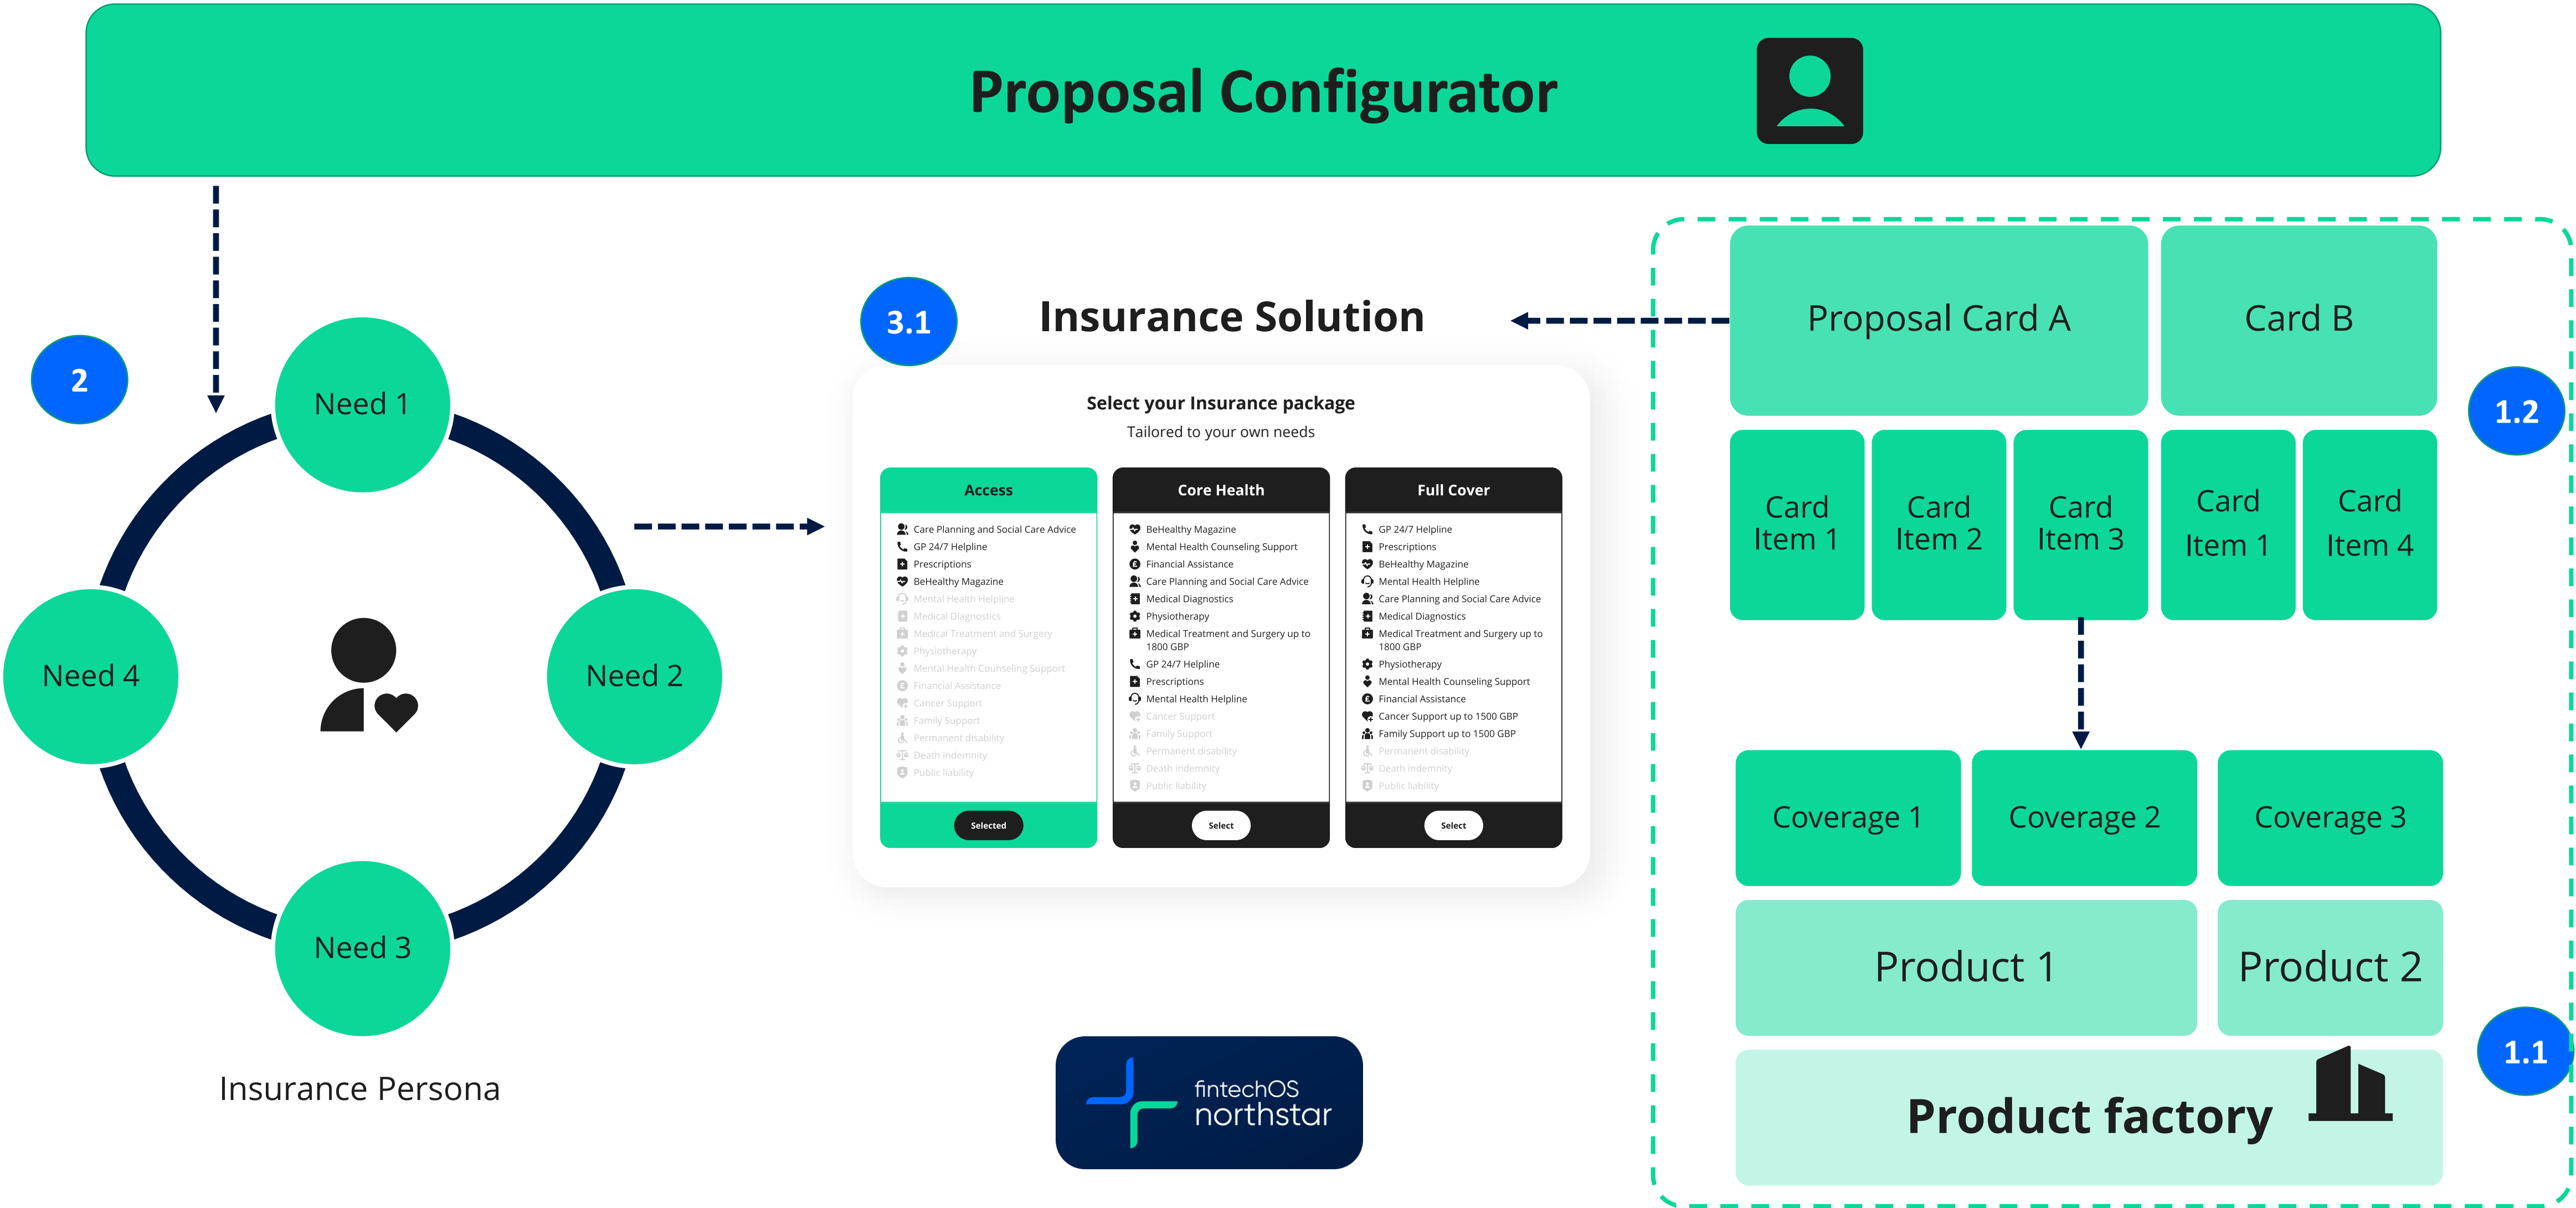 Proposal Configurator
2
Need 1
Need 2
Need 3
Need 4
Insurance Persona
3.1
Insurance Solution
Select your Insurance package
Tailored to your own needs
Access
Care Planning and Social Care Advice
GP 24/7 Helpline
Prescriptions
BeHealthy Magazine
Mental Health Helpline
Medical Diagnostics
Medical Treatment and Surgery
Physiotherapy
Mental Health Counseling Support
Financial Assistance
Cancer Support
Family Support
Permanent disability
Death indemnity
Public liability
Selected
Core Health
BeHealthy Magazine
Mental Health Counseling Support
Financial Assistance
Care Planning and Social Care Advice
Medical Diagnostics
Physiotherapy
Medical Treatment and Surgery up to
1800 GBP
GP 24/7 Helpline
Prescriptions
Mental Health Helpline
Cancer Support
Family Support
Permanent disability
Death indemnity
Public liability
Select
Full Cover
GP 24/7 Helpline
Prescriptions
BeHealthy Magazine
Mental Health Helpline
Care Planning and Social Care Advice
Medical Diagnostics
Medical Treatment and Surgery up to
1800 GBP
Physiotherapy
Mental Health Counseling Support
Financial Assistance
Cancer Support up to 1500 GBP
Family Support up to 1500 GBP
Permanent disability
Death indemnity
Public liability
Select
fintechOS
northstar
Proposal Card A
Card B
1.2
Card
Item 1
Card
Item 2
Card
Item 3
Card
Item 1
Card
Item 4
Coverage 1
Coverage 2
Coverage 3
Product 1
Product 2
1.1
Product factory